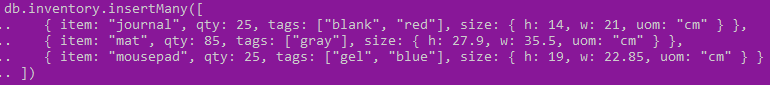 db.inventory.insertMany([
..    { item: "journal", qty: 25, tags: ["blank", "red"], size: { h: 14, w: 21, uom: "cm" } },
..    { item: "mat", qty: 85, tags: ["gray"], size: { h: 27.9, w: 35.5, uom: "cm" } },
..    { item: "mousepad", qty: 25, tags: ["gel", "blue"], size: { h: 19, w: 22.85, uom: "cm" } }
.. ])